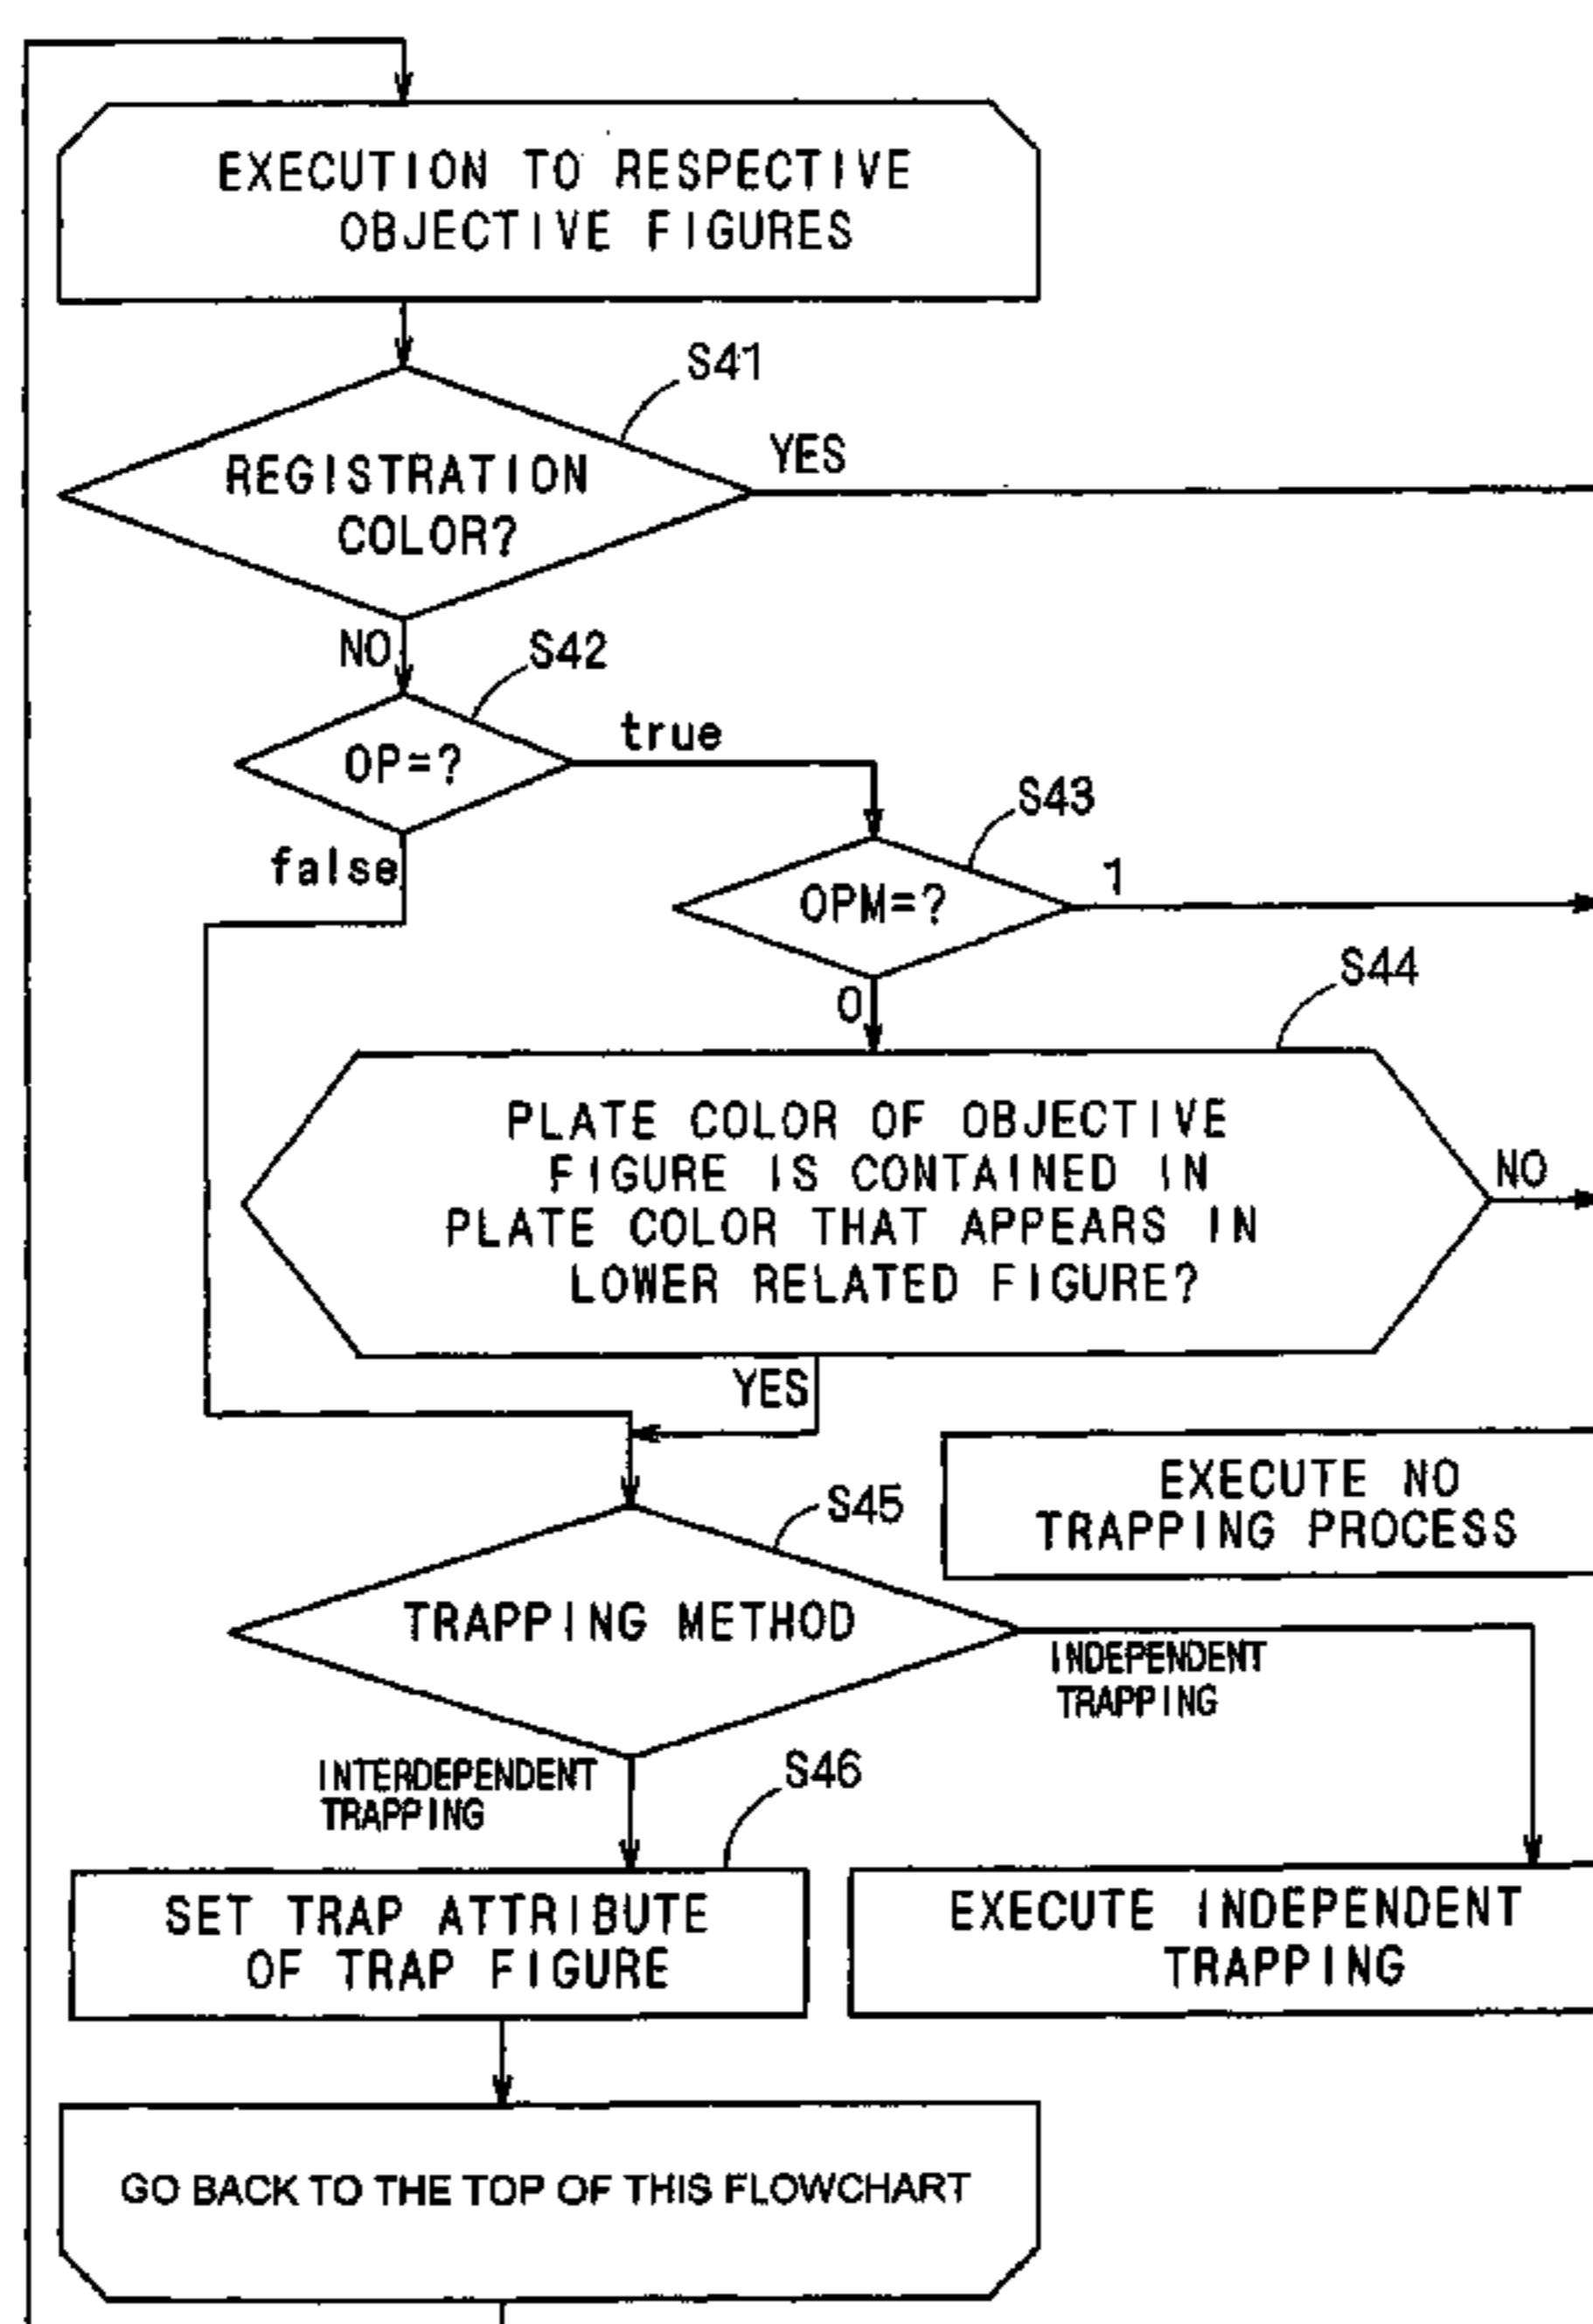 EXECUTION TO RESPECTIVE
OBJECTIVE FIGURES
S41
REGISTRATION
COLOR?
YES
NO
S42
OP=?
true
false
S43
OPM=?
1
0
S44
PLATE COLOR OF OBJECTIVE
FIGURE IS CONTAINED IN
PLATE COLOR THAT APPEARS IN
LOWER RELATED FIGURE?
NO
YES
EXECUTE NO
TRAPPING PROCESS
S45
TRAPPING METHOD
INDEPENDENT
TRAPPING
INTERDEPENDENT
TRAPPING
S46
SET TRAP ATTRIBUTE
OF TRAP FIGURE
EXECUTE INDEPENDENT
TRAPPING
GO BACK TO THE TOP OF THIS FLOWCHART